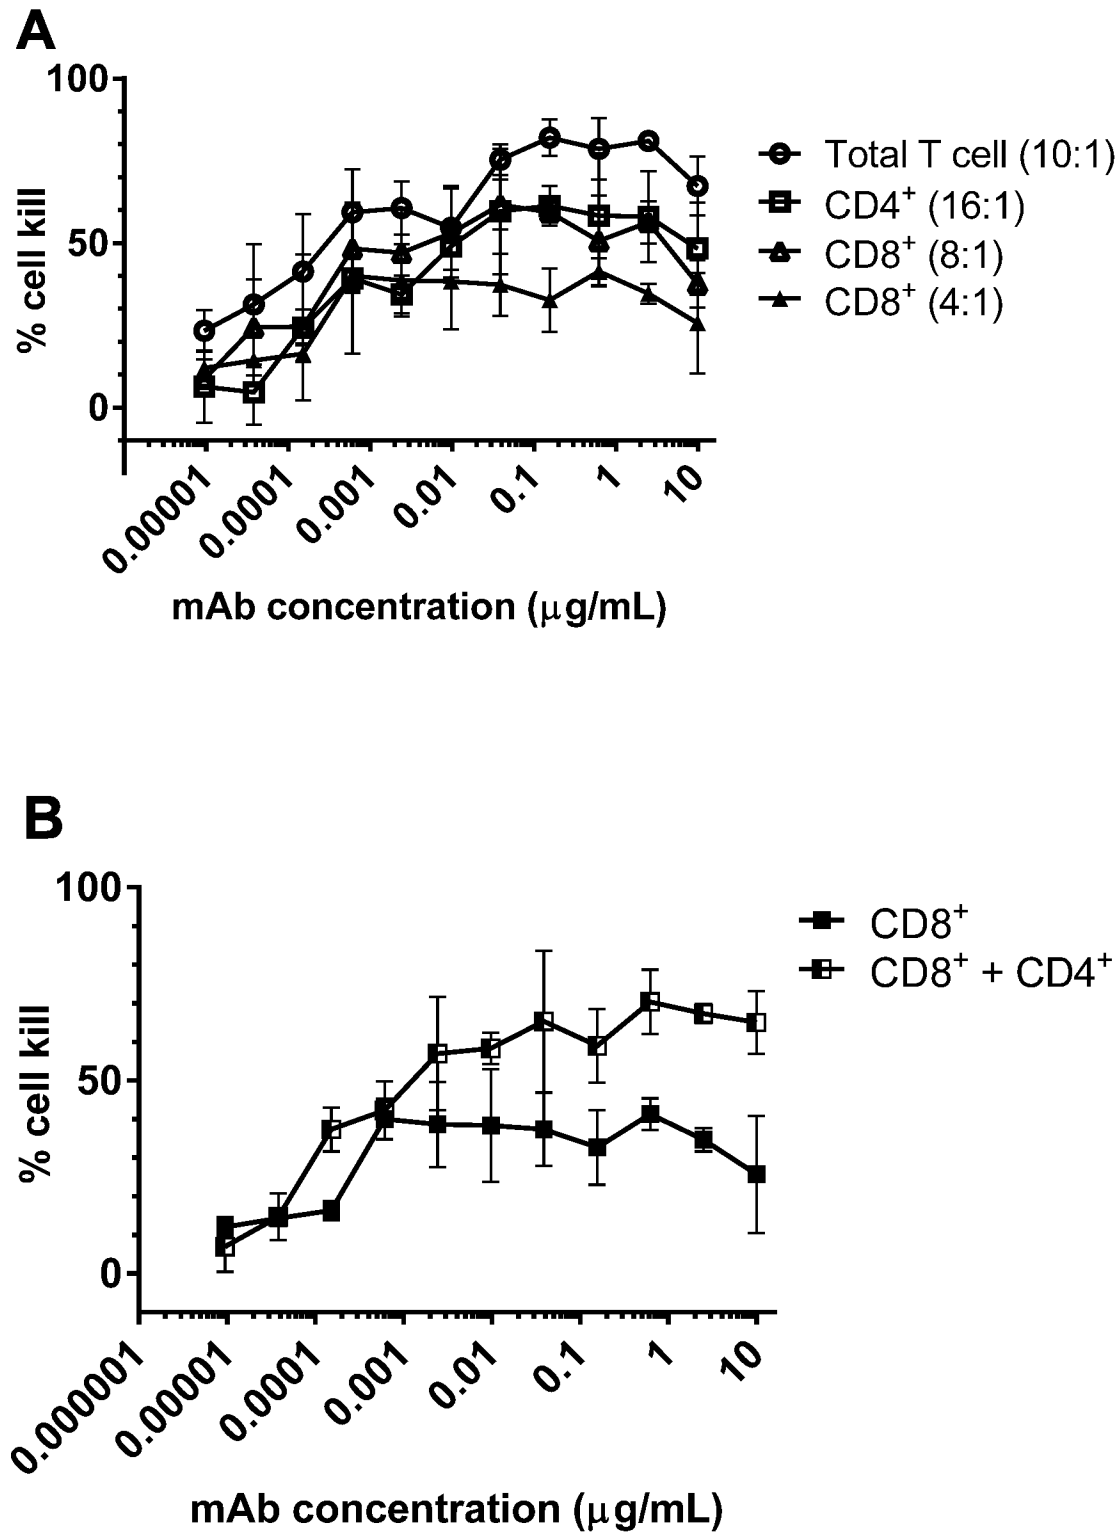 A
% cell kill
100
50
0
0.00001
0.0001
0.001
0.01
0.1
1
10
mAb concentration (μg/mL)
Total T cell (10:1)
CD4⁺ (16:1)
CD8⁺ (8:1)
CD8⁺ (4:1)
B
% cell kill
100
50
0
0.000001
0.00001
0.0001
0.001
0.01
0.1
1
10
mAb concentration (μg/mL)
CD8⁺
CD8⁺ + CD4⁺